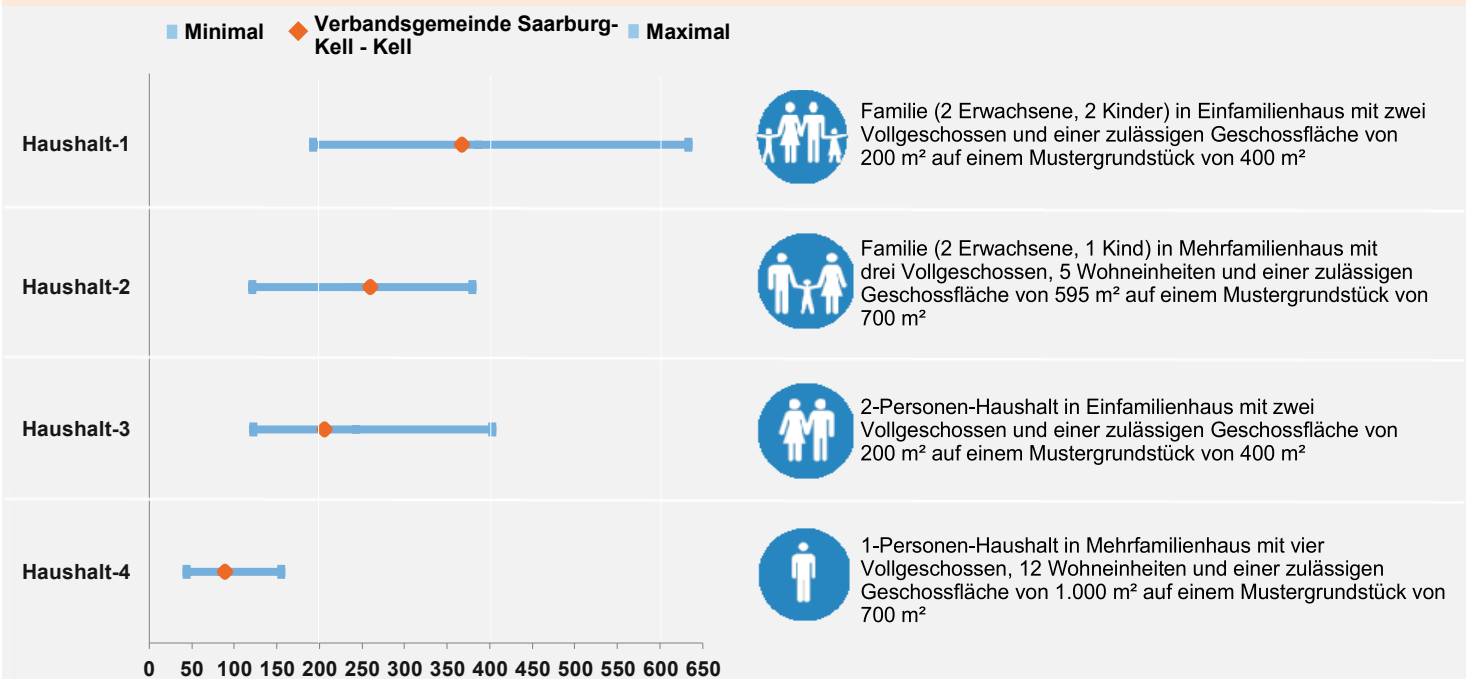 Minimal
Verbandsgemeinde Saarburg-
Kell - Kell
Maximal
Haushalt-1
Familie (2 Erwachsene, 2 Kinder) in Einfamilienhaus mit zwei
Vollgeschossen und einer zulässigen Geschossfläche von
200 m² auf einem Mustergrundstück von 400 m²
Haushalt-2
Familie (2 Erwachsene, 1 Kind) in Mehrfamilienhaus mit
drei Vollgeschossen, 5 Wohneinheiten und einer zulässigen
Geschossfläche von 595 m² auf einem Mustergrundstück von
700 m²
Haushalt-3
2-Personen-Haushalt in Einfamilienhaus mit zwei
Vollgeschossen und einer zulässigen Geschossfläche von
200 m² auf einem Mustergrundstück von 400 m²
Haushalt-4
1-Personen-Haushalt in Mehrfamilienhaus mit vier
Vollgeschossen, 12 Wohneinheiten und einer zulässigen
Geschossfläche von 1.000 m² auf einem Mustergrundstück von
700 m²
0 50 100 150 200 250 300 350 400 450 500 550 600 650